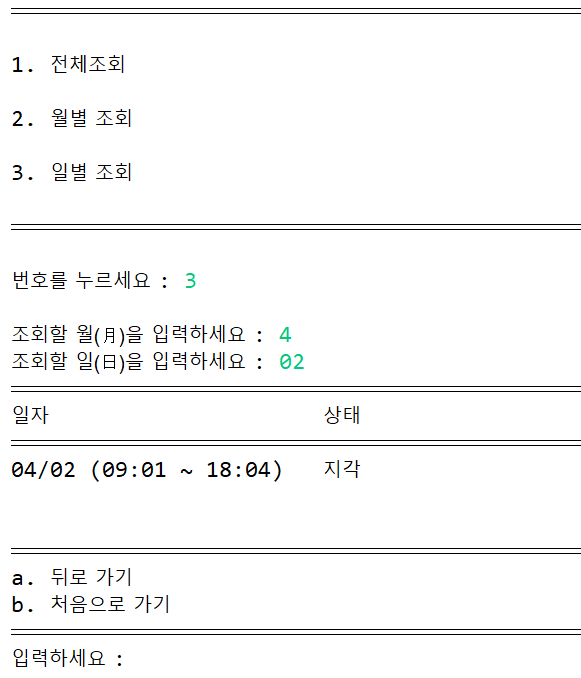 1. 전체조회
2. 월별 조회
3. 일별 조회
번호를 누르세요 : 3
조회할 월(月)을 입력하세요 : 4
조회할 일(日)을 입력하세요 : 02
일자 상태
04/02 (09:01 ~ 18:04) 지각
a. 뒤로 가기
b. 처음으로 가기
입력하세요 :